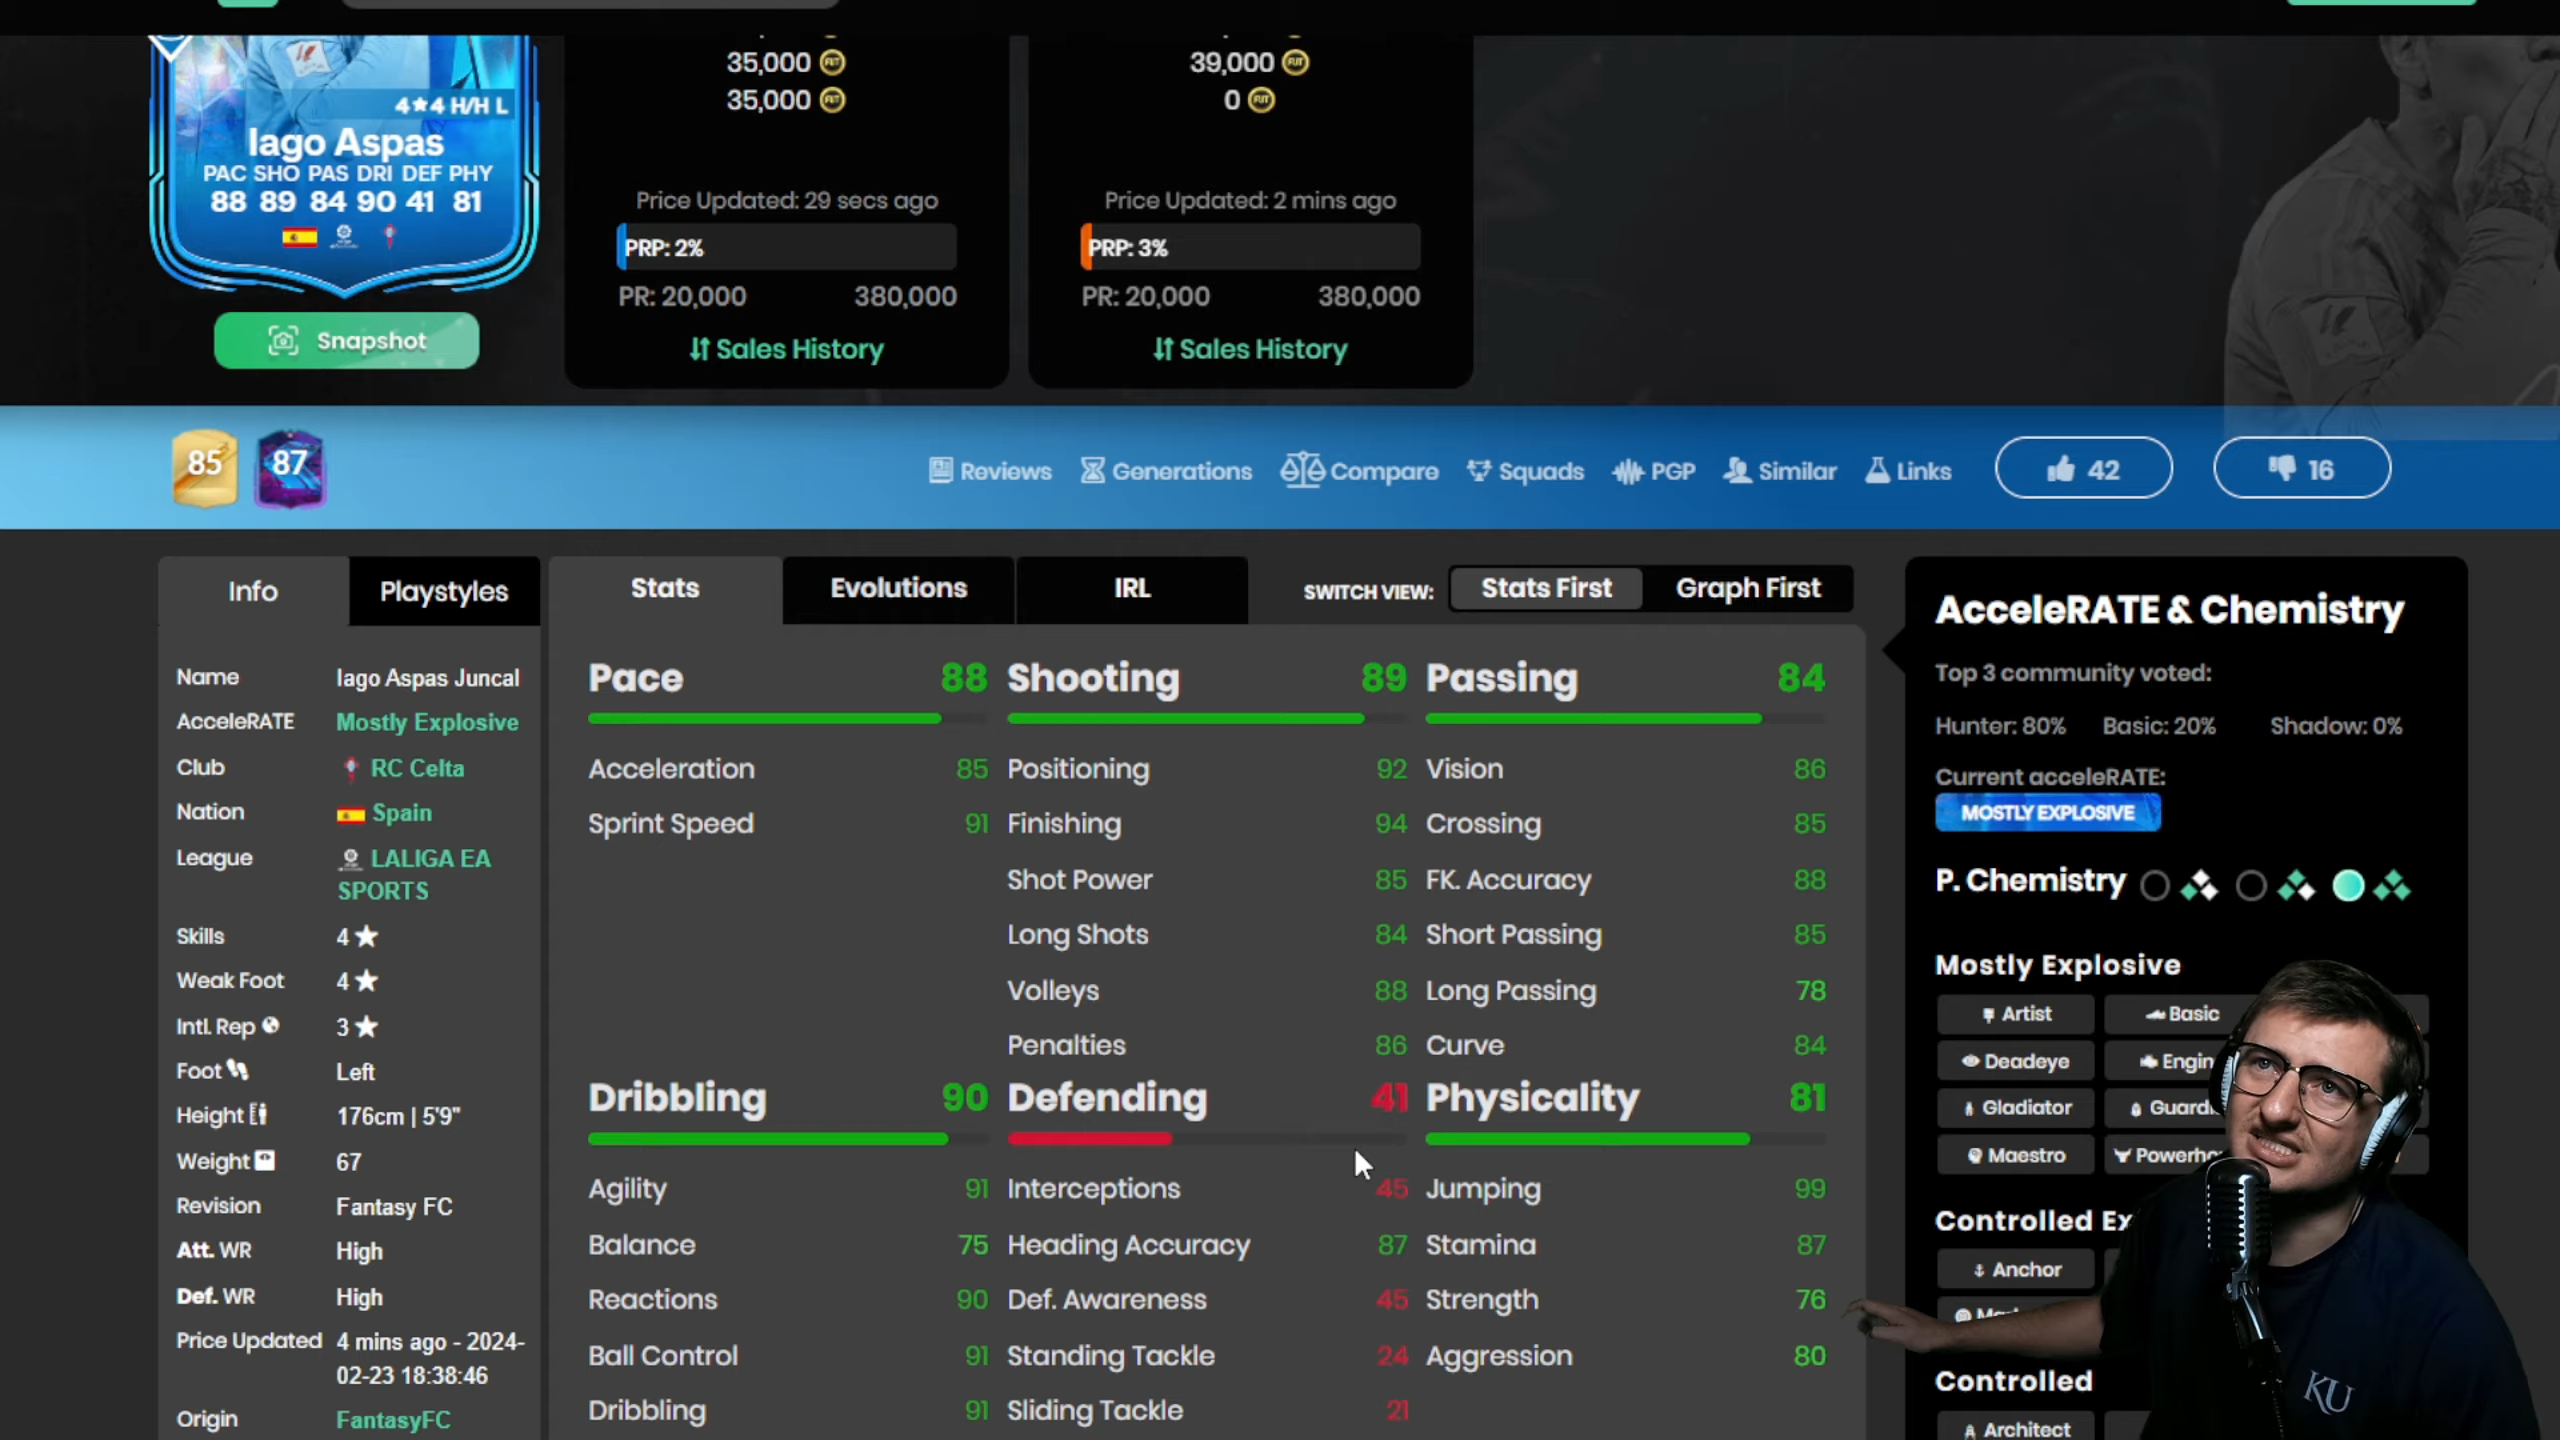 35,000
35,000
39,000
0
4★4 H/H L
Iago Aspas
PAC SHO PAS DRI DEF PHY
88 89 84 90 41 81
Snapshot
Price Updated: 29 secs ago
PRP: 2%
PR: 20,000 380,000
Sales History
Price Updated: 2 mins ago
PRP: 3%
PR: 20,000 380,000
Sales History
85 87
Reviews Generations Compare Squads PGP Similar Links 42 16
Info Playstyles
Name Iago Aspas Juncal
AcceleRATE Mostly Explosive
Club RC Celta
Nation Spain
League LALIGA EA
SPORTS
Skills 4 ★
Weak Foot 4 ★
Intl. Rep 3 ★
Foot Left
Height 176cm | 5'9"
Weight 67
Revision Fantasy FC
Att. WR High
Def. WR High
Price Updated 4 mins ago - 2024-
02-23 18:38:46
Origin FantasyFC
Stats Evolutions IRL SWITCH VIEW: Stats First Graph First
Pace 88
Acceleration 85
Sprint Speed 91
Shooting 89
Positioning 92
Finishing 94
Shot Power 85
Long Shots 84
Volleys 88
Penalties 86
Passing 84
Vision 86
Crossing 85
FK. Accuracy 88
Short Passing 85
Long Passing 78
Curve 84
Dribbling 90
Agility 91
Balance 75
Reactions 90
Ball Control 91
Dribbling 91
Defending 41
Interceptions 45
Heading Accuracy 87
Def. Awareness 45
Standing Tackle 24
Sliding Tackle 21
Physicality 81
Jumping 99
Stamina 87
Strength 76
Aggression 80
AcceleRATE & Chemistry
Top 3 community voted:
Hunter: 80% Basic: 20% Shadow: 0%
Current acceleRATE:
MOSTLY EXPLOSIVE
P. Chemistry
Mostly Explosive
Artist Basic
Deadeye Engin
Gladiator Guardi
Maestro Powerho
Controlled Ex
Anchor
Controlled
Architect
KU